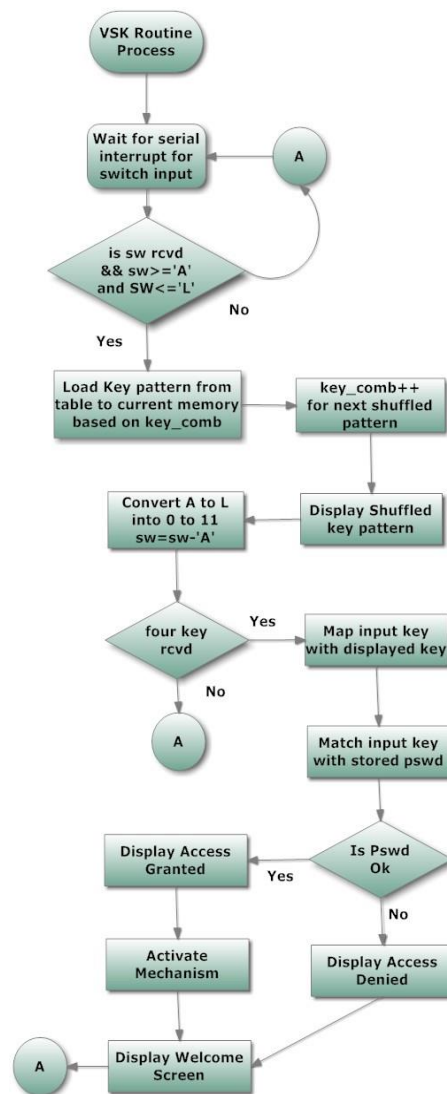 VSK Routine
Process
Wait for serial
interrupt for
switch input
A
is sw rcvd
&& sw>='A'
and SW<='L'
No
Yes
Load Key pattern from
table to current memory
based on key_comb
key_comb++
for next shuffled
pattern
Convert A to L
into 0 to 11
sw=sw-'A'
Display Shuffled
key pattern
four key
rcvd
Yes
Map input key
with displayed key
No
A
Match input key
with stored pswd
Is Pswd
Ok
Yes
Display Access
Granted
No
Activate
Mechanism
Display Access
Denied
Display Welcome
Screen
A